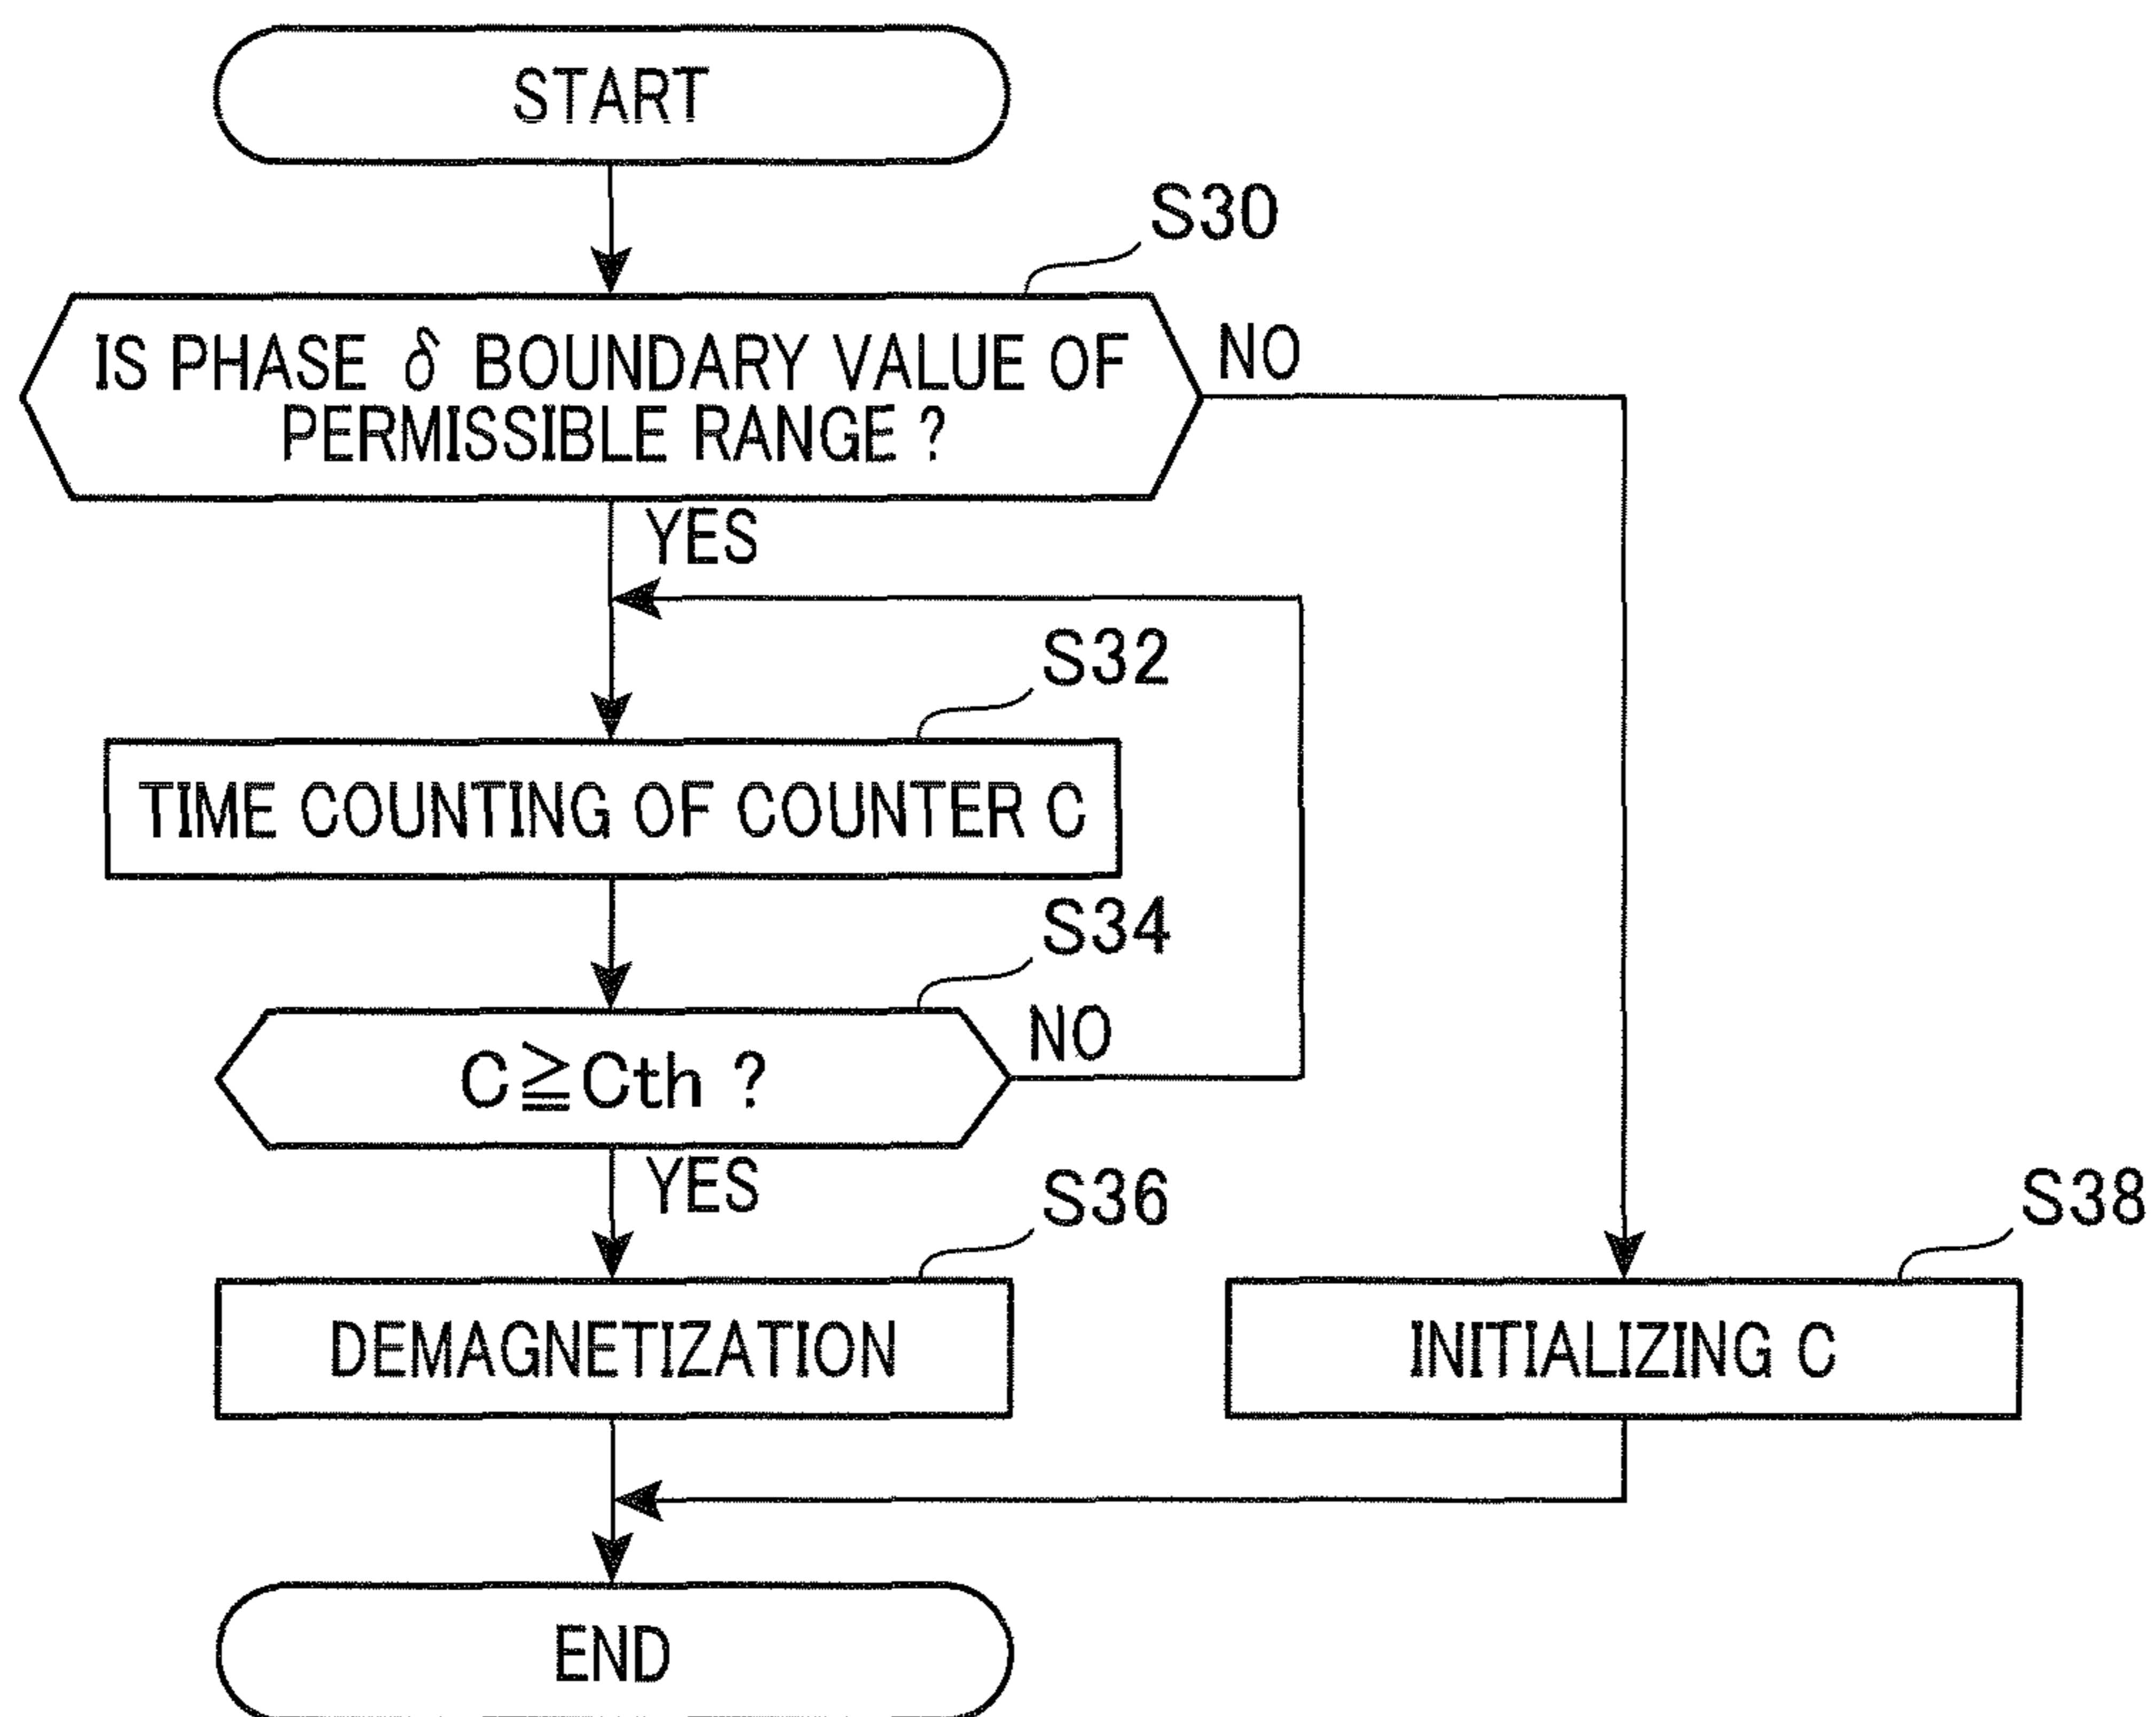 START
S30
IS PHASE δ BOUNDARY VALUE OF
PERMISSIBLE RANGE ?
NO
YES
S32
TIME COUNTING OF COUNTER C
S34
C≧Cth ?
NO
YES
S36
DEMAGNETIZATION
S38
INITIALIZING C
END